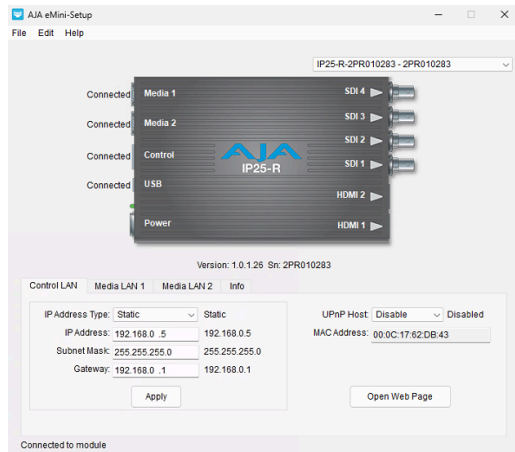 AJA eMini-Setup
File Edit Help
IP25-R-2PR010283 - 2PR010283
Connected Media 1 SDI 4
Connected Media 2 SDI 3
SDI 2
Connected Control SDI 1
AJA
IP25-R
Connected USB
HDMI 2
Power HDMI 1
Version: 1.0.1.26 Sn: 2PR010283
Control LAN Media LAN 1 Media LAN 2 Info
IP Address Type: Static Static UPnP Host: Disable Disabled
IP Address: 192.168.0 .5 192.168.0.5 MAC Address: 00:0C:17:62:DB:43
Subnet Mask: 255.255.255.0 255.255.255.0
Gateway: 192.168.0 .1 192.168.0.1
Apply Open Web Page
Connected to module